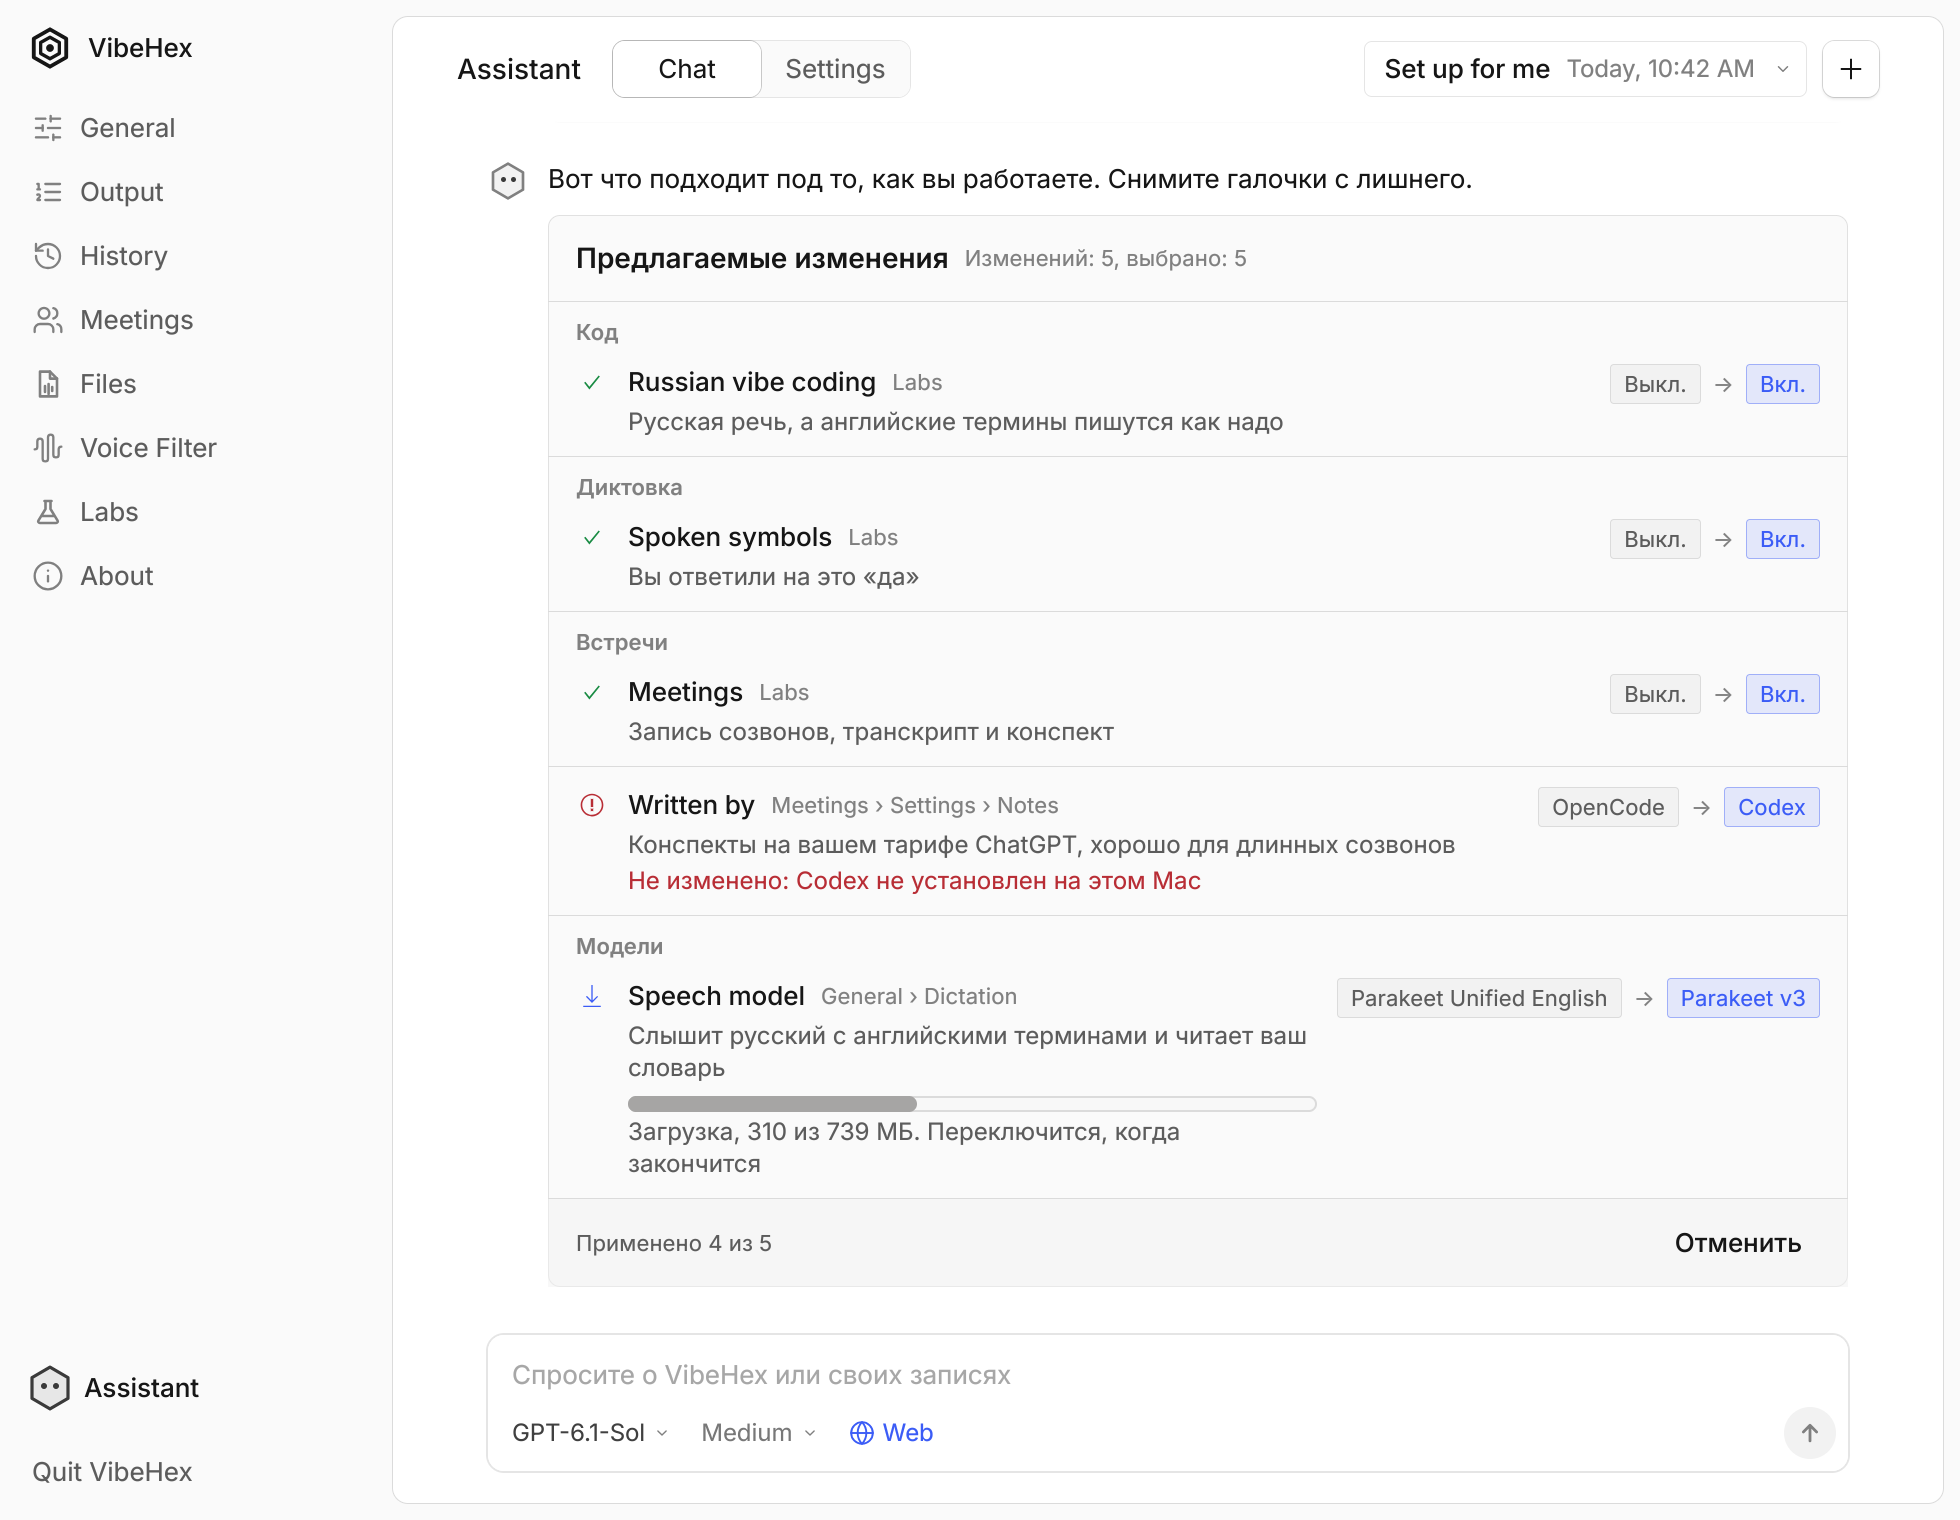 VibeHex
General
Output
History
Meetings
Files
Voice Filter
Labs
About
Assistant
Quit VibeHex
Assistant
Chat
Settings
Set up for me Today, 10:42 AM
Вот что подходит под то, как вы работаете. Снимите галочки с лишнего.
Предлагаемые изменения Изменений: 5, выбрано: 5
Код
Russian vibe coding Labs
Выкл. → Вкл.
Русская речь, а английские термины пишутся как надо
Диктовка
Spoken symbols Labs
Выкл. → Вкл.
Вы ответили на это «да»
Встречи
Meetings Labs
Выкл. → Вкл.
Запись созвонов, транскрипт и конспект
Written by Meetings › Settings › Notes
OpenCode → Codex
Конспекты на вашем тарифе ChatGPT, хорошо для длинных созвонов
Не изменено: Codex не установлен на этом Mac
Модели
Speech model General › Dictation
Parakeet Unified English → Parakeet v3
Слышит русский с английскими терминами и читает ваш
словарь
Загрузка, 310 из 739 МБ. Переключится, когда
закончится
Применено 4 из 5
Отменить
Спросите о VibeHex или своих записях
GPT-6.1-Sol
Medium
Web